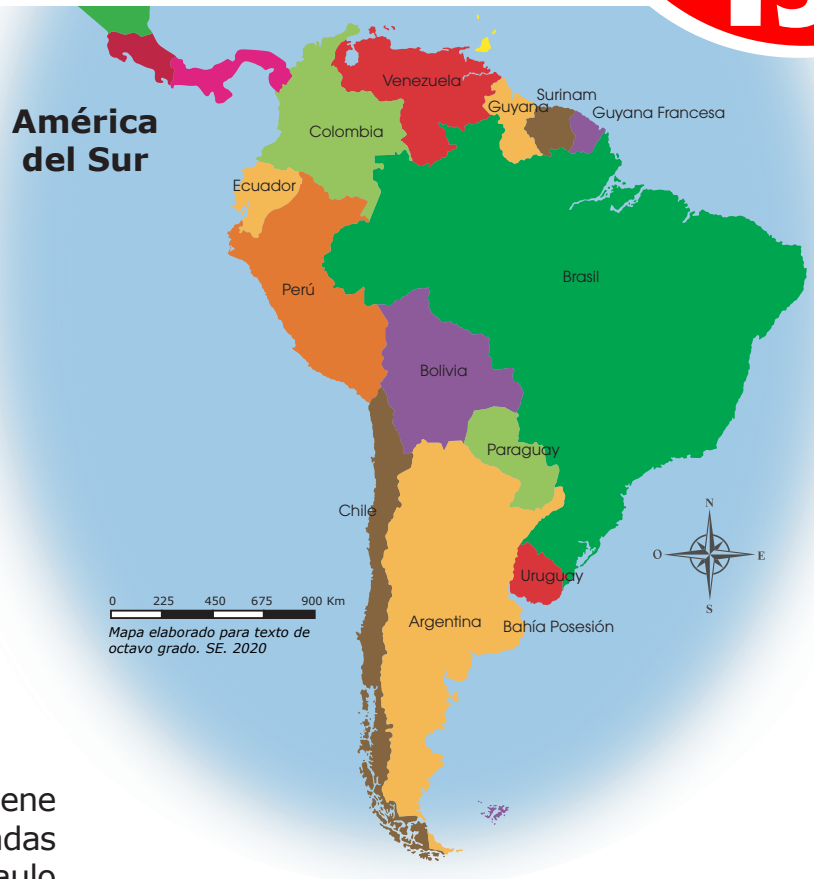 América
del Sur
Venezuela
Surinam
Guyana
Guyana Francesa
Colombia
Ecuador
Brasil
Perú
Bolivia
Paraguay
Chile
N
O
E
S
Uruguay
0 225 450 675 900 Km
Mapa elaborado para texto de
octavo grado. SE. 2020
Argentina
Bahía Posesión